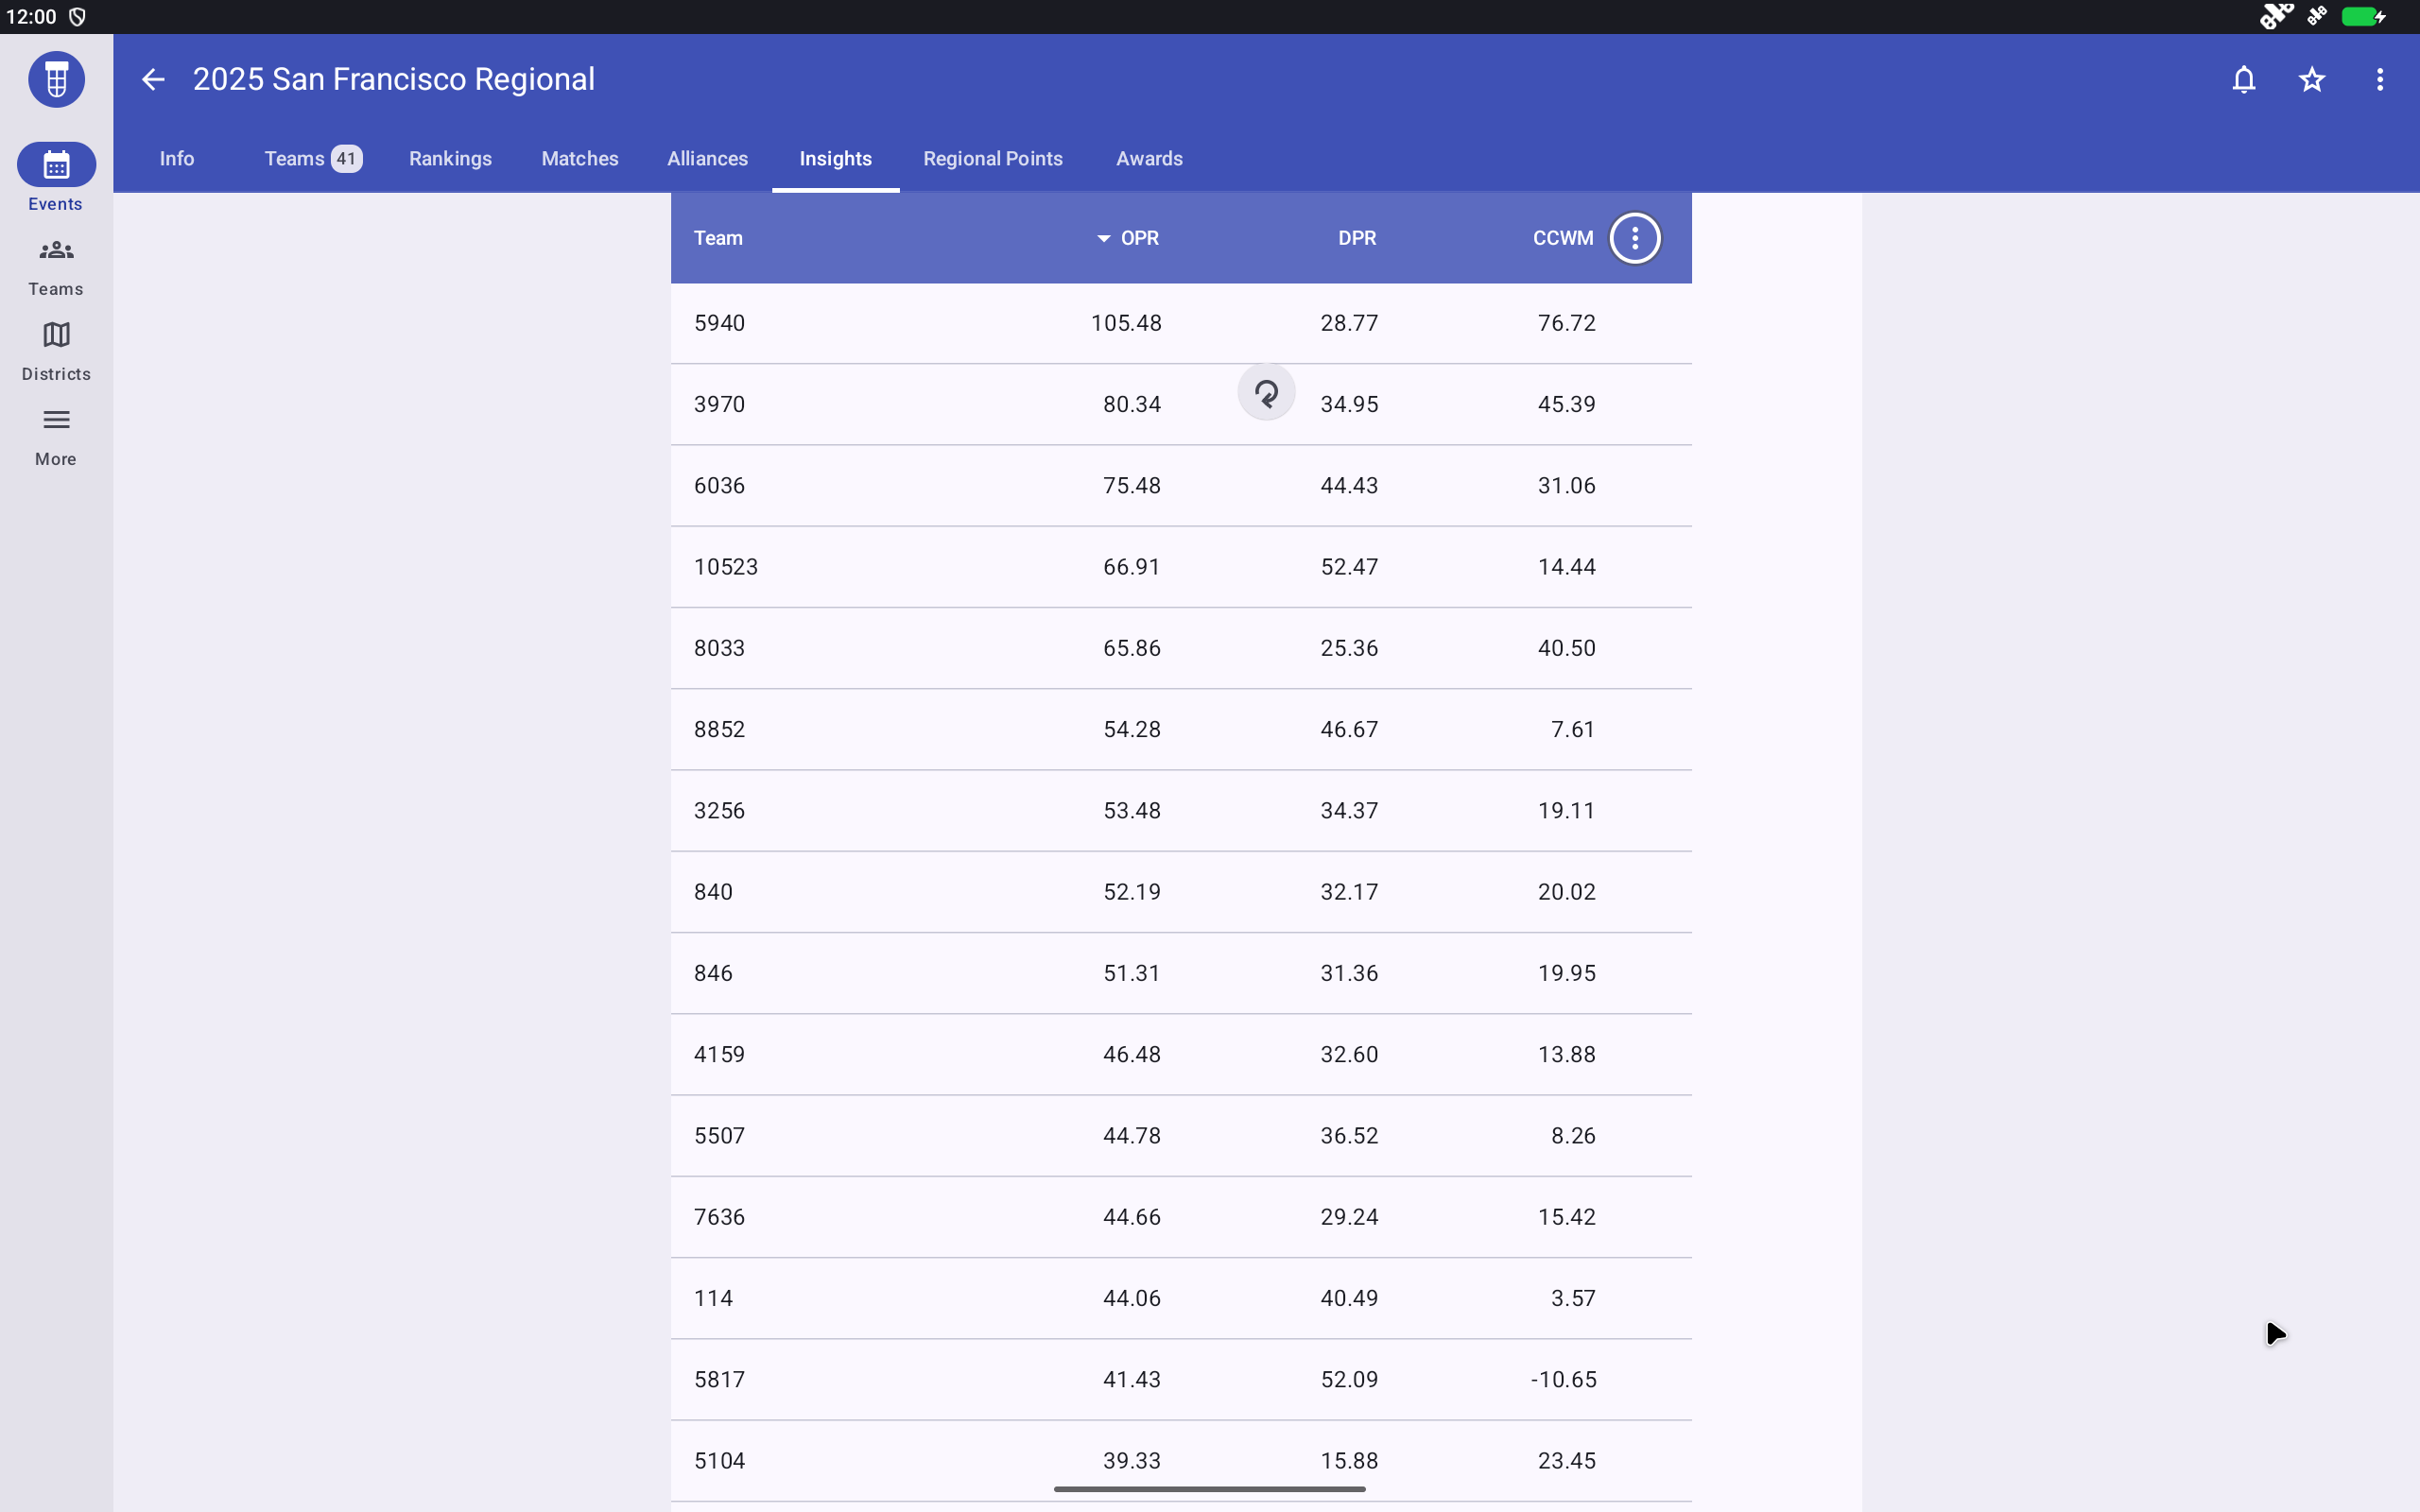 12:00
2025 San Francisco Regional
Info Teams 41 Rankings Matches Alliances Insights Regional Points Awards
Events
Teams
Districts
More
Team OPR DPR CCWM
5940 105.48 28.77 76.72
3970 80.34 34.95 45.39
6036 75.48 44.43 31.06
10523 66.91 52.47 14.44
8033 65.86 25.36 40.50
8852 54.28 46.67 7.61
3256 53.48 34.37 19.11
840 52.19 32.17 20.02
846 51.31 31.36 19.95
4159 46.48 32.60 13.88
5507 44.78 36.52 8.26
7636 44.66 29.24 15.42
114 44.06 40.49 3.57
5817 41.43 52.09 -10.65
5104 39.33 15.88 23.45